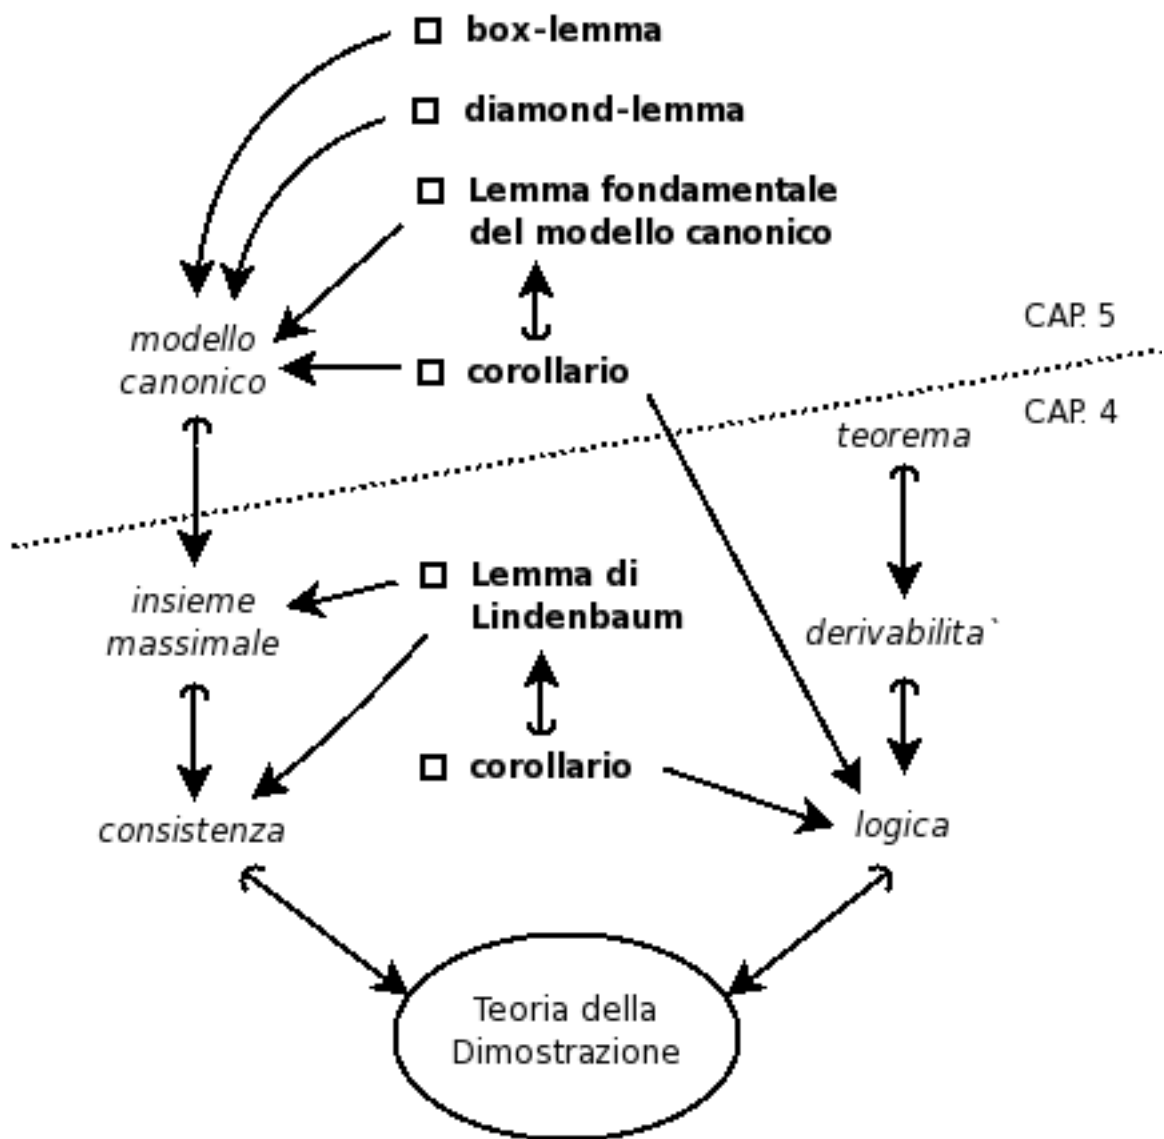 box-lemma
diamond-lemma
Lemma fondamentale
del modello canonico
modello
canonico
corollario
CAP. 5
CAP. 4
teorema
insieme
massimale
Lemma di
Lindenbaum
derivabilita`
corollario
consistenza
logica
Teoria della
Dimostrazione